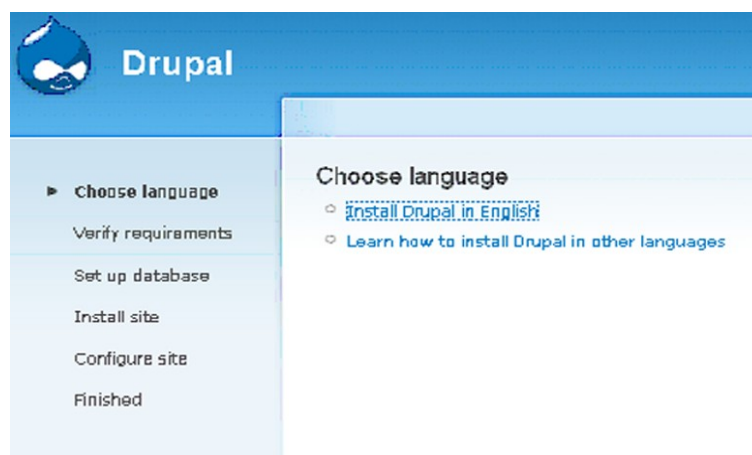 Drupal
Choose language
Verify requirements
Set up database
Install site
Configure site
Finished
Choose language
Install Drupal in English
Learn how to install Drupal in other languages